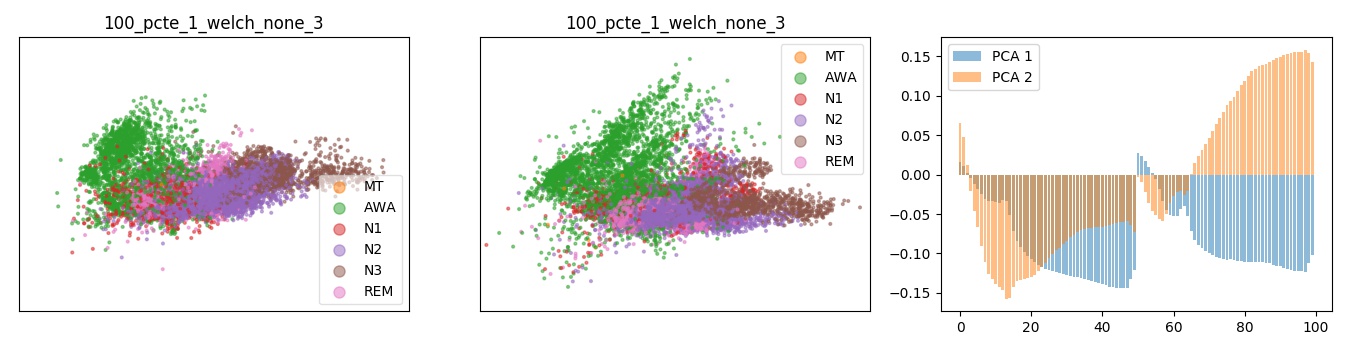 100_pcte_1_welch_none_3
MT
AWA
N1
N2
N3
REM
100_pcte_1_welch_none_3
MT
AWA
N1
N2
N3
REM
PCA 1
PCA 2
0.15
0.10
0.05
0.00
−0.05
−0.10
−0.15
0 20 40 60 80 100